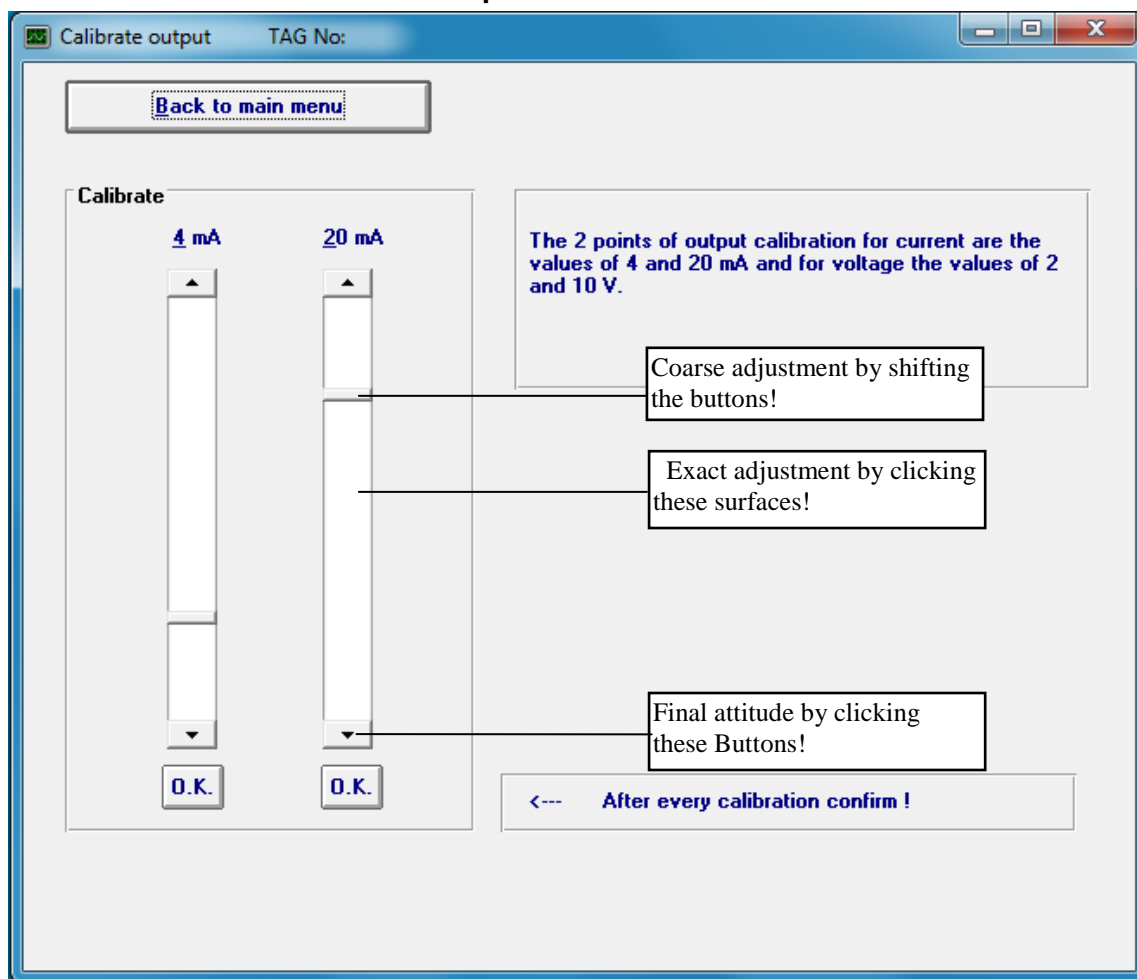 Calibrate output TAG No:
Back to main menu
Calibrate
4 mA 20 mA
The 2 points of output calibration for current are the
values of 4 and 20 mA and for voltage the values of 2
and 10 V.
Coarse adjustment by shifting
the buttons!
Exact adjustment by clicking
these surfaces!
Final attitude by clicking
these Buttons!
O.K. O.K.
<--- After every calibration confirm !